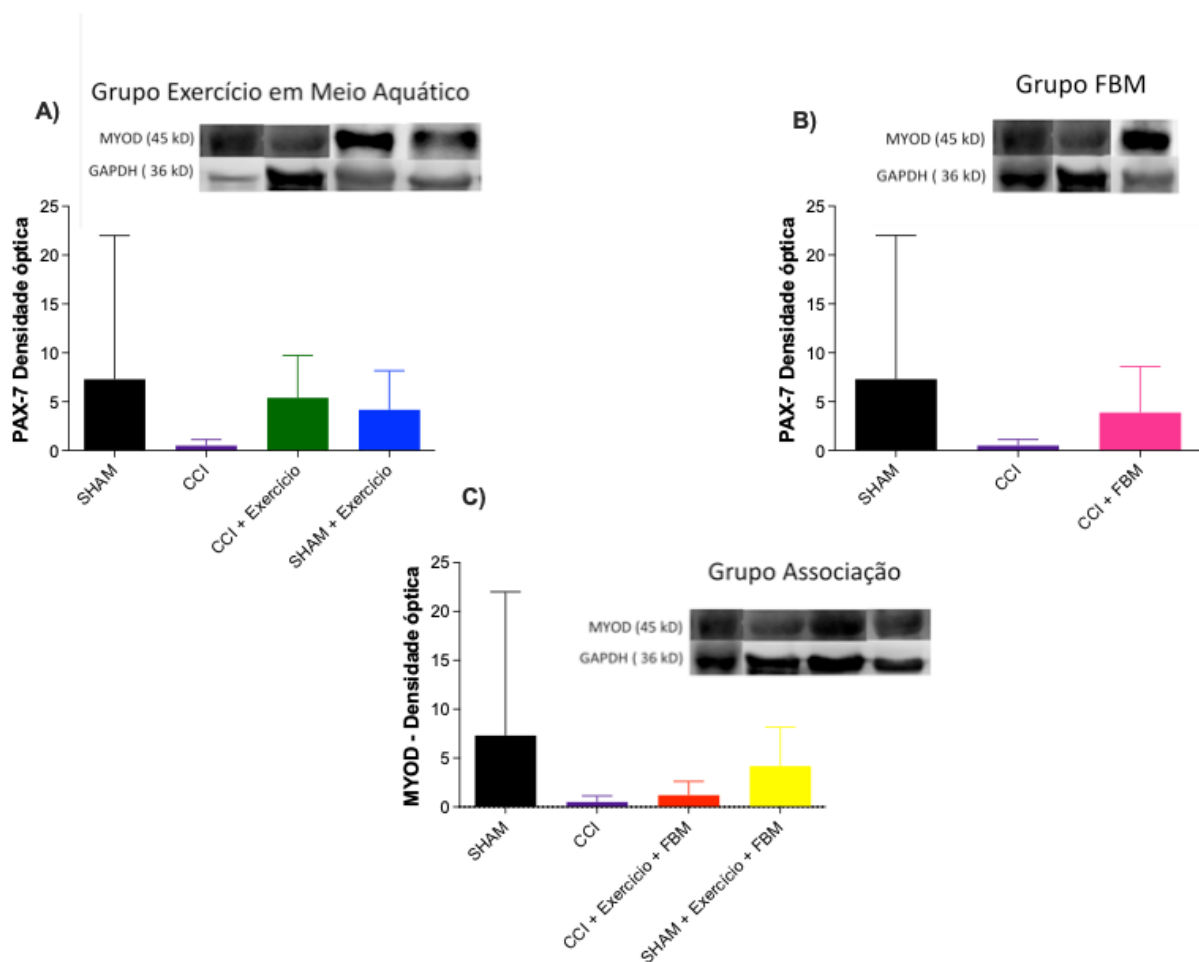 A)
Grupo Exercício em Meio Aquático
MYOD (45 kD)
GAPDH ( 36 kD)
PAX-7 Densidade óptica
25
20
15
10
5
0
SHAM
CCI
CCI + Exercício
SHAM + Exercício
B)
Grupo FBM
MYOD (45 kD)
GAPDH ( 36 kD)
PAX-7 Densidade óptica
25
20
15
10
5
0
SHAM
CCI
CCI + FBM
C)
Grupo Associação
MYOD (45 kD)
GAPDH ( 36 kD)
MYOD - Densidade óptica
25
20
15
10
5
0
SHAM
CCI
CCI + Exercício + FBM
SHAM + Exercício + FBM